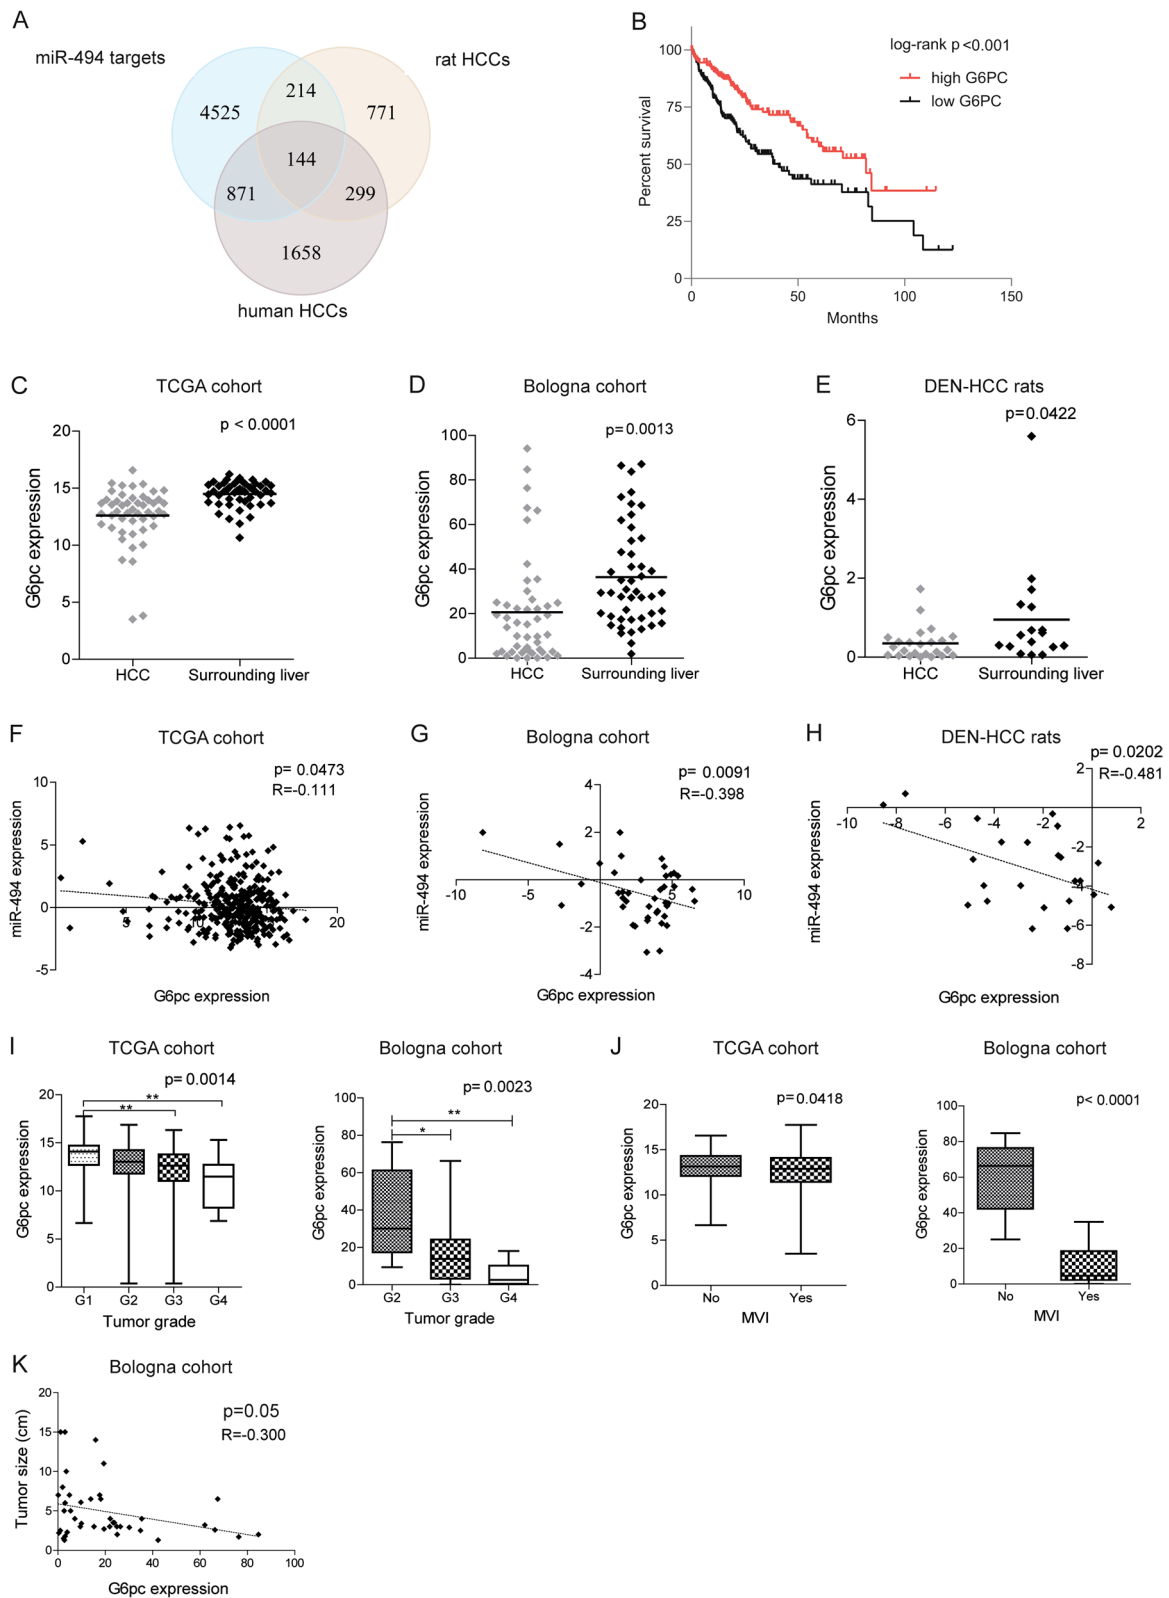 A
miR-494 targets
rat HCCs
214
4525
771
144
871
299
1658
human HCCs
B
log-rank p<0.001
high G6PC
low G6PC
Percent survival
100
75
50
25
0
0 50 100 150
Months
C
TCGA cohort
p < 0.0001
G6pc expression
20
15
10
5
0
HCC Surrounding liver
D
Bologna cohort
p=0.0013
G6pc expression
100
80
60
40
20
0
HCC Surrounding liver
E
DEN-HCC rats
p=0.0422
G6pc expression
6
4
2
0
HCC Surrounding liver
F
TCGA cohort
p= 0.0473
R=-0.111
miR-494 expression
10
5
0
-5
5 10 20
G6pc expression
G
Bologna cohort
p= 0.0091
R=-0.398
miR-494 expression
4
2
-2
-4
-10 -5 5 10
G6pc expression
H
DEN-HCC rats
p= 0.0202
R=-0.481
miR-494 expression
2
-2
-4
-6
-8
-10 -8 -6 -4 -2 2
G6pc expression
I
TCGA cohort
p= 0.0014
**
**
G6pc expression
20
15
10
5
0
G1 G2 G3 G4
Tumor grade
Bologna cohort
p= 0.0023
**
*
G6pc expression
100
80
60
40
20
0
G2 G3 G4
Tumor grade
J
TCGA cohort
p=0.0418
G6pc expression
20
15
10
5
0
No Yes
MVI
Bologna cohort
p< 0.0001
G6pc expression
100
80
60
40
20
0
No Yes
MVI
K
Bologna cohort
p=0.05
R=-0.300
Tumor size (cm)
20
15
10
5
0
0 20 40 60 80 100
G6pc expression